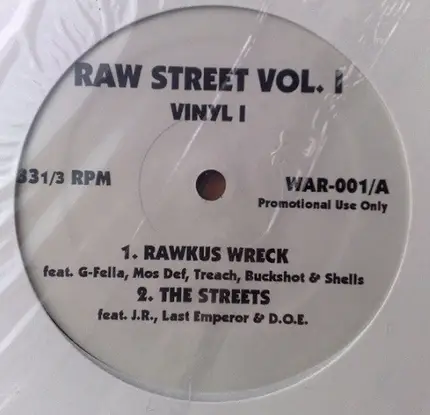 RAW STREET VOL. I
VINYL I
33 1/3 RPM
WAR-001/A
Promotional Use Only
1. RAWKUS WRECK
feat. G-Fella, Mos Def, Treach, Buckshot & Shells
2. THE STREETS
feat. J.R., Last Emperor & D.O.E.